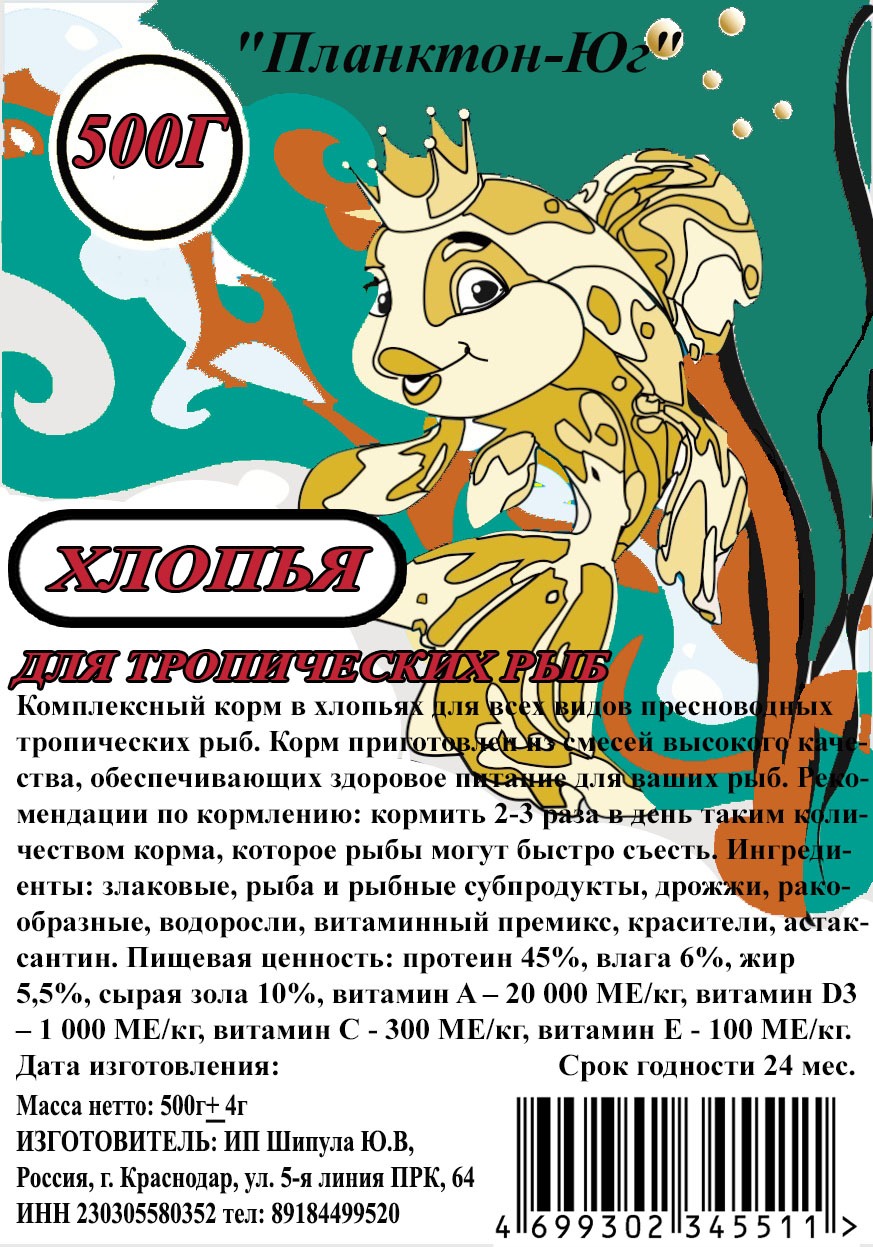 "Планктон-Юг"
500Г
ХЛОПЬЯ
ДЛЯ ТРОПИЧЕСКИХ РЫБ
Комплексный корм в хлопьях для всех видов пресноводных
тропических рыб. Корм приготовлен из смесей высокого каче-
ства, обеспечивающих здоровое питание для ваших рыб. Реко-
мендации по кормлению: кормить 2-3 раза в день таким коли-
чеством корма, которое рыбы могут быстро съесть. Ингреди-
енты: злаковые, рыба и рыбные субпродукты, дрожжи, рако-
образные, водоросли, витаминный премикс, красители, астак-
сантин. Пищевая ценность: протеин 45%, влага 6%, жир
5,5%, сырая зола 10%, витамин А – 20 000 МЕ/кг, витамин D3
– 1 000 МЕ/кг, витамин С - 300 МЕ/кг, витамин Е - 100 МЕ/кг.
Дата изготовления: Срок годности 24 мес.
Масса нетто: 500г+ 4г
ИЗГОТОВИТЕЛЬ: ИП Шипула Ю.В,
Россия, г. Краснодар, ул. 5-я линия ПРК, 64
ИНН 230305580352 тел: 89184499520
4 699302 345511 >